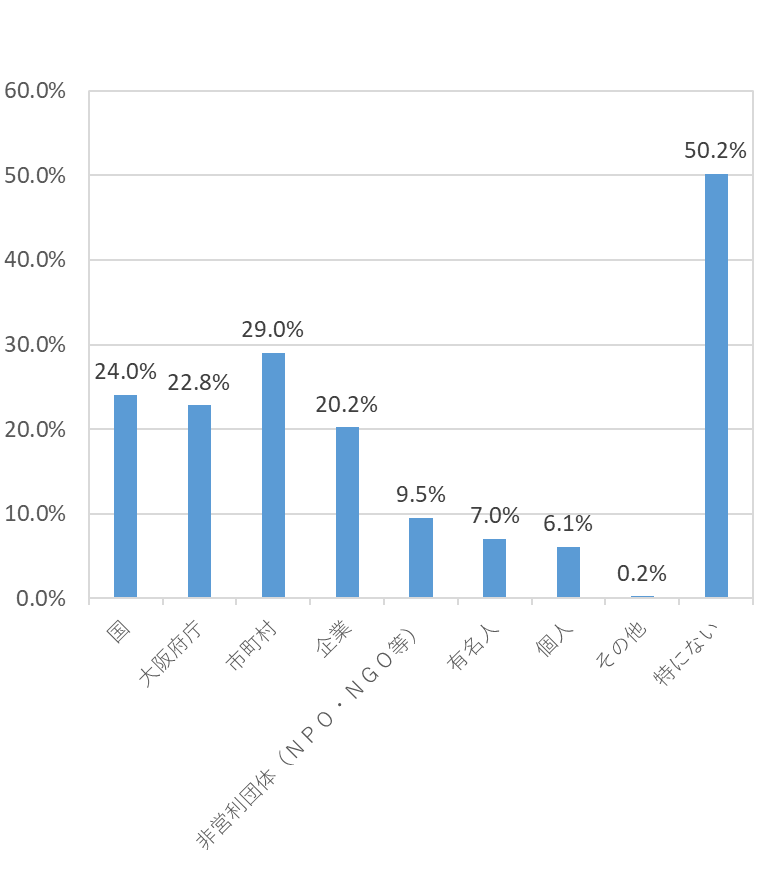 60.0%
50.0%
40.0%
30.0%
20.0%
10.0%
0.0%
24.0%
22.8%
29.0%
20.2%
9.5%
7.0%
6.1%
0.2%
50.2%
国
大阪府庁
市町村
企業
非営利団体（ＮＰＯ・ＮＧＯ等）
有名人
個人
その他
特にない